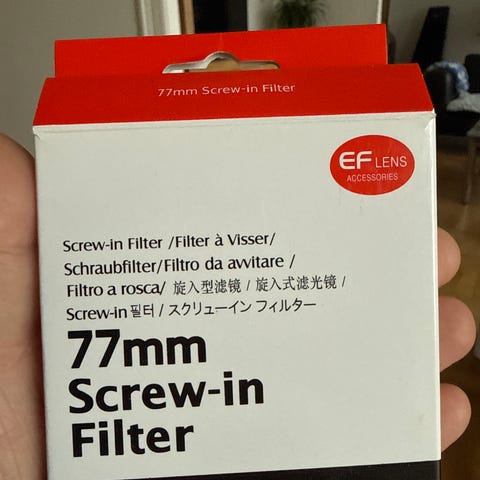 77mm Screw-in Filter
EF LENS
ACCESSORIES
Screw-in Filter /Filter à Visser/
Schraubfilter/Filtro da avvitare /
Filtro a rosca/ 旋入型滤镜 / 旋入式滤光镜 /
Screw-in 필터 / スクリューイン フィルター
77mm
Screw-in
Filter